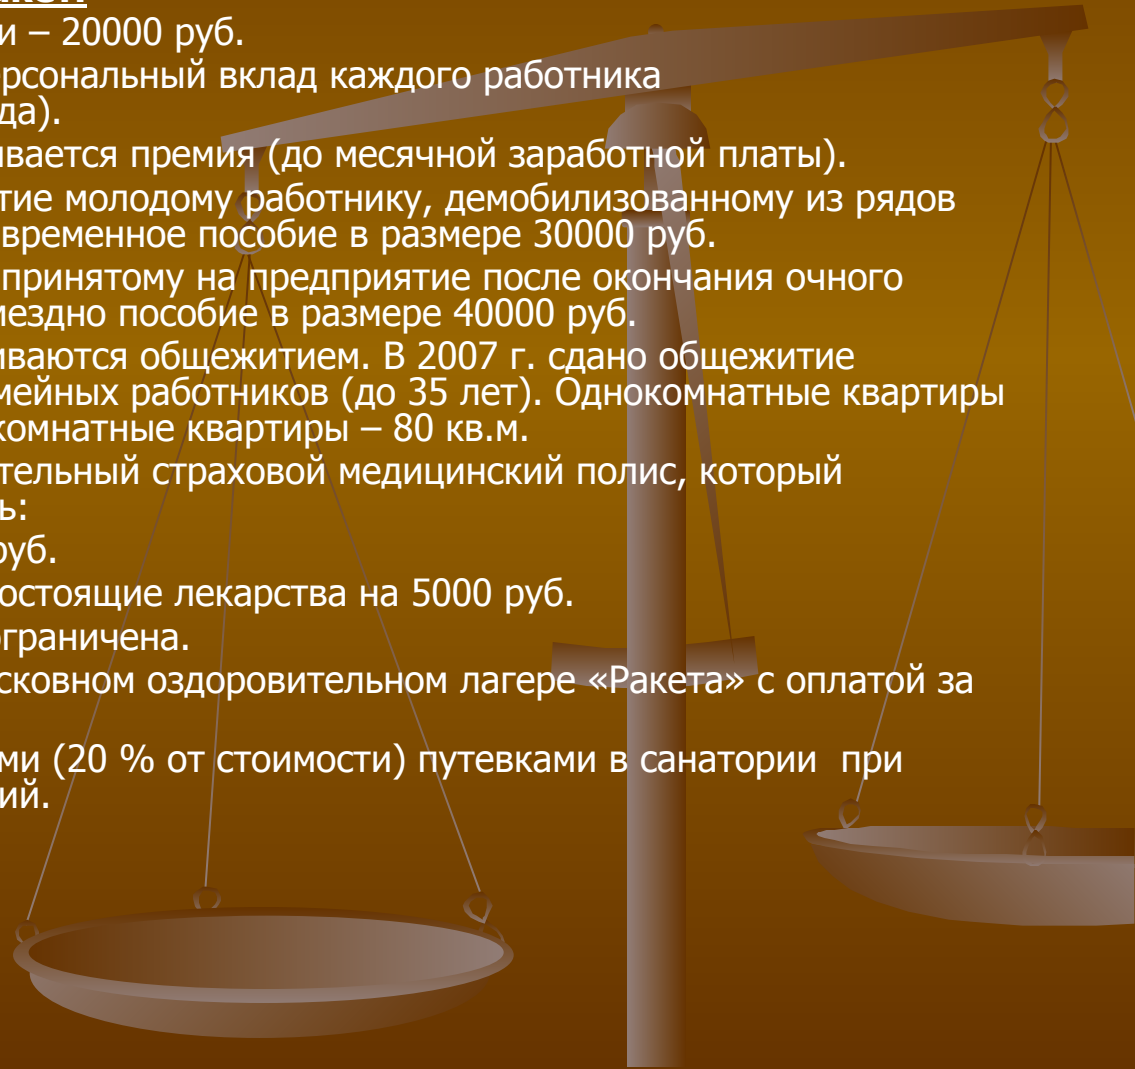 и – 20000 руб.
персональный вклад каждого работника
да).
ивается премия (до месячной заработной платы).
тие молодому работнику, демобилизованному из рядов
овременное пособие в размере 30000 руб.
принятому на предприятие после окончания очного
мездно пособие в размере 40000 руб.
иваются общежитием. В 2007 г. сдано общежитие
мейных работников (до 35 лет). Однокомнатные квартиры
комнатные квартиры – 80 кв.м.
тельный страховой медицинский полис, который
ь:
руб.
остоящие лекарства на 5000 руб.
ограничена.
сковном оздоровительном лагере «Ракета» с оплатой за
ми (20 % от стоимости) путевками в санатории при
ий.